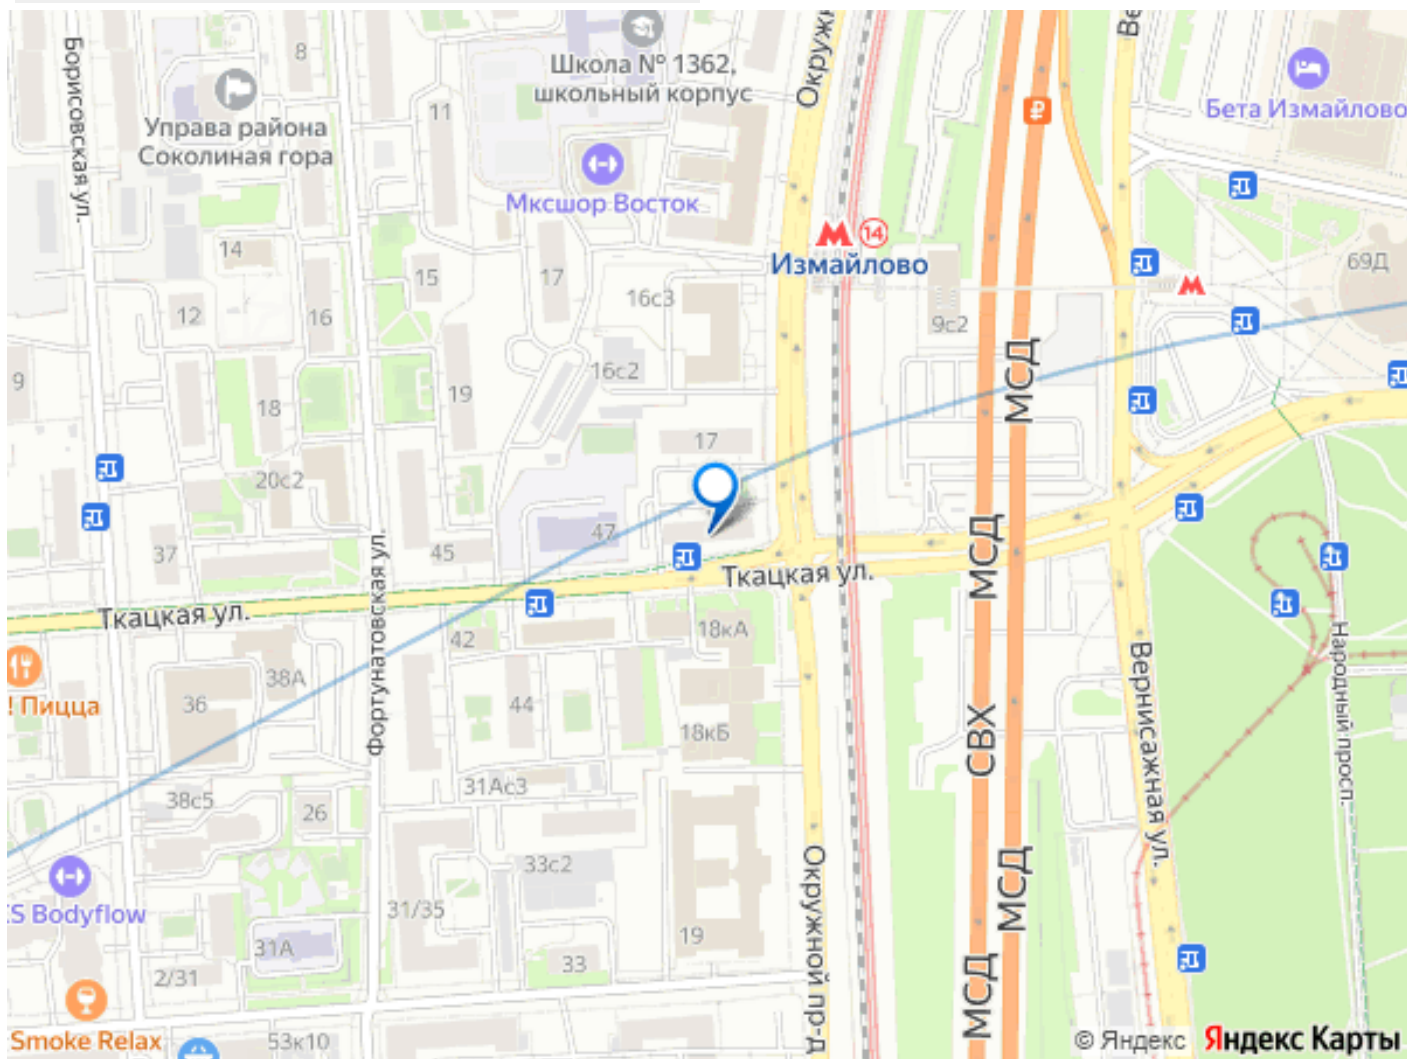 Борисовская ул.
8
11
Школа № 1362,
школьный корпус
Управа района
Соколиная гора
Мксшор Восток
Бета Измайлово
14
Измайлово
14
15
17
16с3
12
16
9с2
69Д
МСД
9
18
19
16с2
17
20с2
37
45
47
МСД
МСД
Ткацкая ул.
Ткацкая ул.
Фортунатовская ул.
42
18кА
38А
36
44
! Пицца
18кБ
СВХ
Вернисажная ул.
Народный просп.
38с5
26
31Ас3
33с2
МСД
S Bodyflow
31/35
19
Окружной пр-д
31А
2/31
33
МСД
Smoke Relax
53к10
© Яндекс
Яндекс Карты